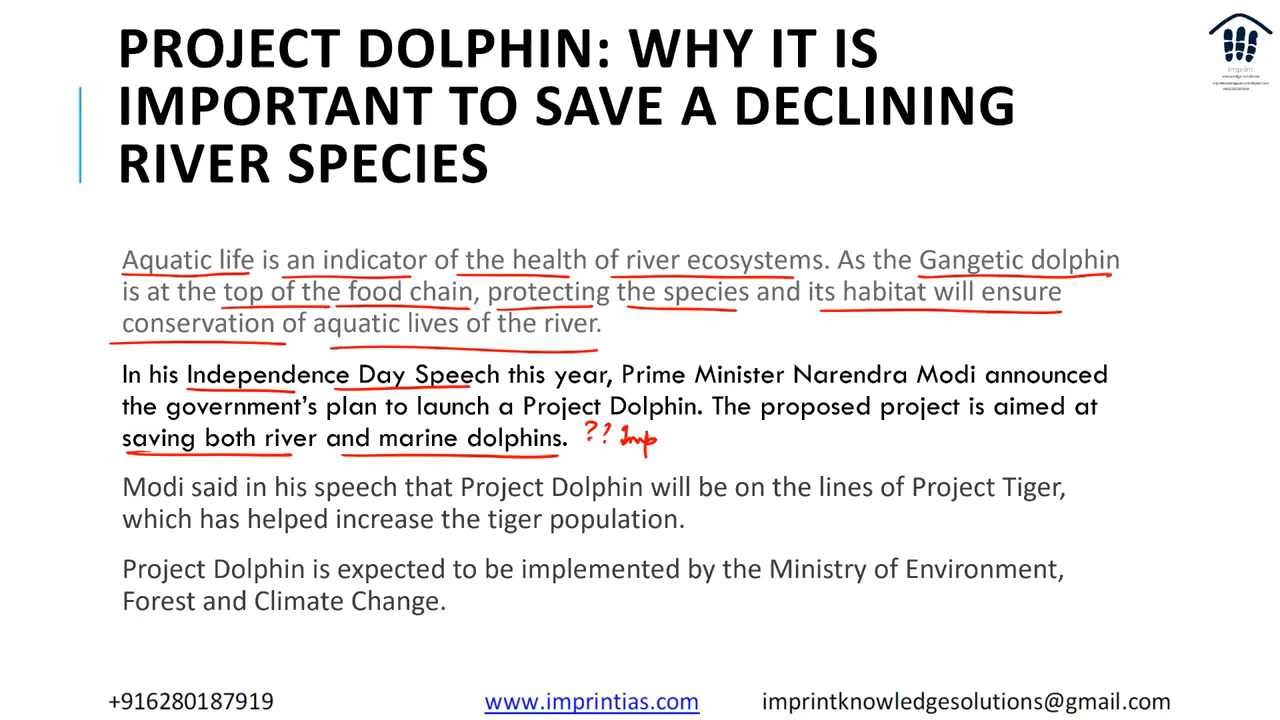 PROJECT DOLPHIN: WHY IT IS
IMPORTANT TO SAVE A DECLINING
RIVER SPECIES
imprint
knowledge solutions
Aquatic life is an indicator of the health of river ecosystems. As the Gangetic dolphin
is at the top of the food chain, protecting the species and its habitat will ensure
conservation of aquatic lives of the river.
In his Independence Day Speech this year, Prime Minister Narendra Modi announced
the government's plan to launch a Project Dolphin. The proposed project is aimed at
saving both river and marine dolphins. ?? Imp
Modi said in his speech that Project Dolphin will be on the lines of Project Tiger,
which has helped increase the tiger population.
Project Dolphin is expected to be implemented by the Ministry of Environment,
Forest and Climate Change.
+916280187919 www.imprintias.com imprintknowledgesolutions@gmail.com